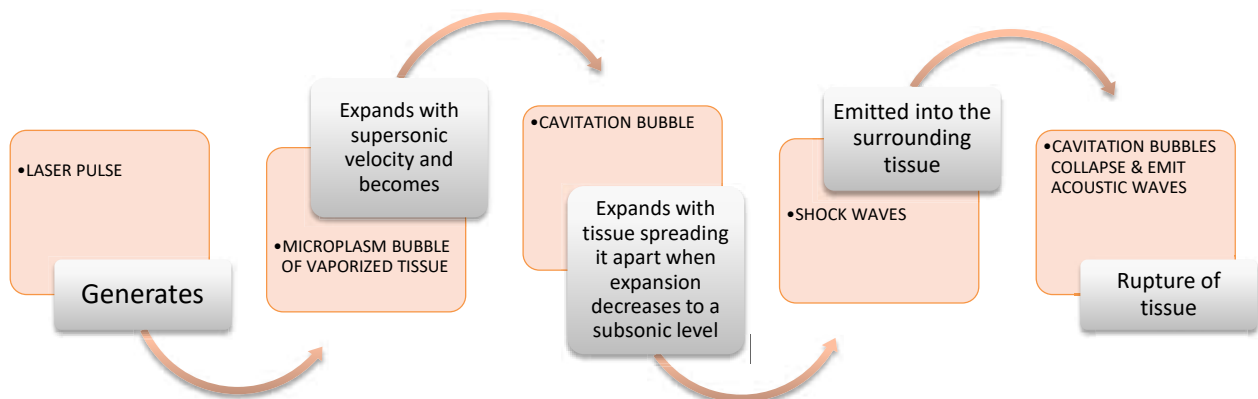 •LASER PULSE
Generates
Expands with
supersonic
velocity and
becomes
•MICROPLASM BUBBLE
OF VAPORIZED TISSUE
•CAVITATION BUBBLE
Expands with
tissue spreading
it apart when
expansion
decreases to a
subsonic level
Emitted into the
surrounding
tissue
•SHOCK WAVES
•CAVITATION BUBBLES
COLLAPSE & EMIT
ACOUSTIC WAVES
Rupture of
tissue